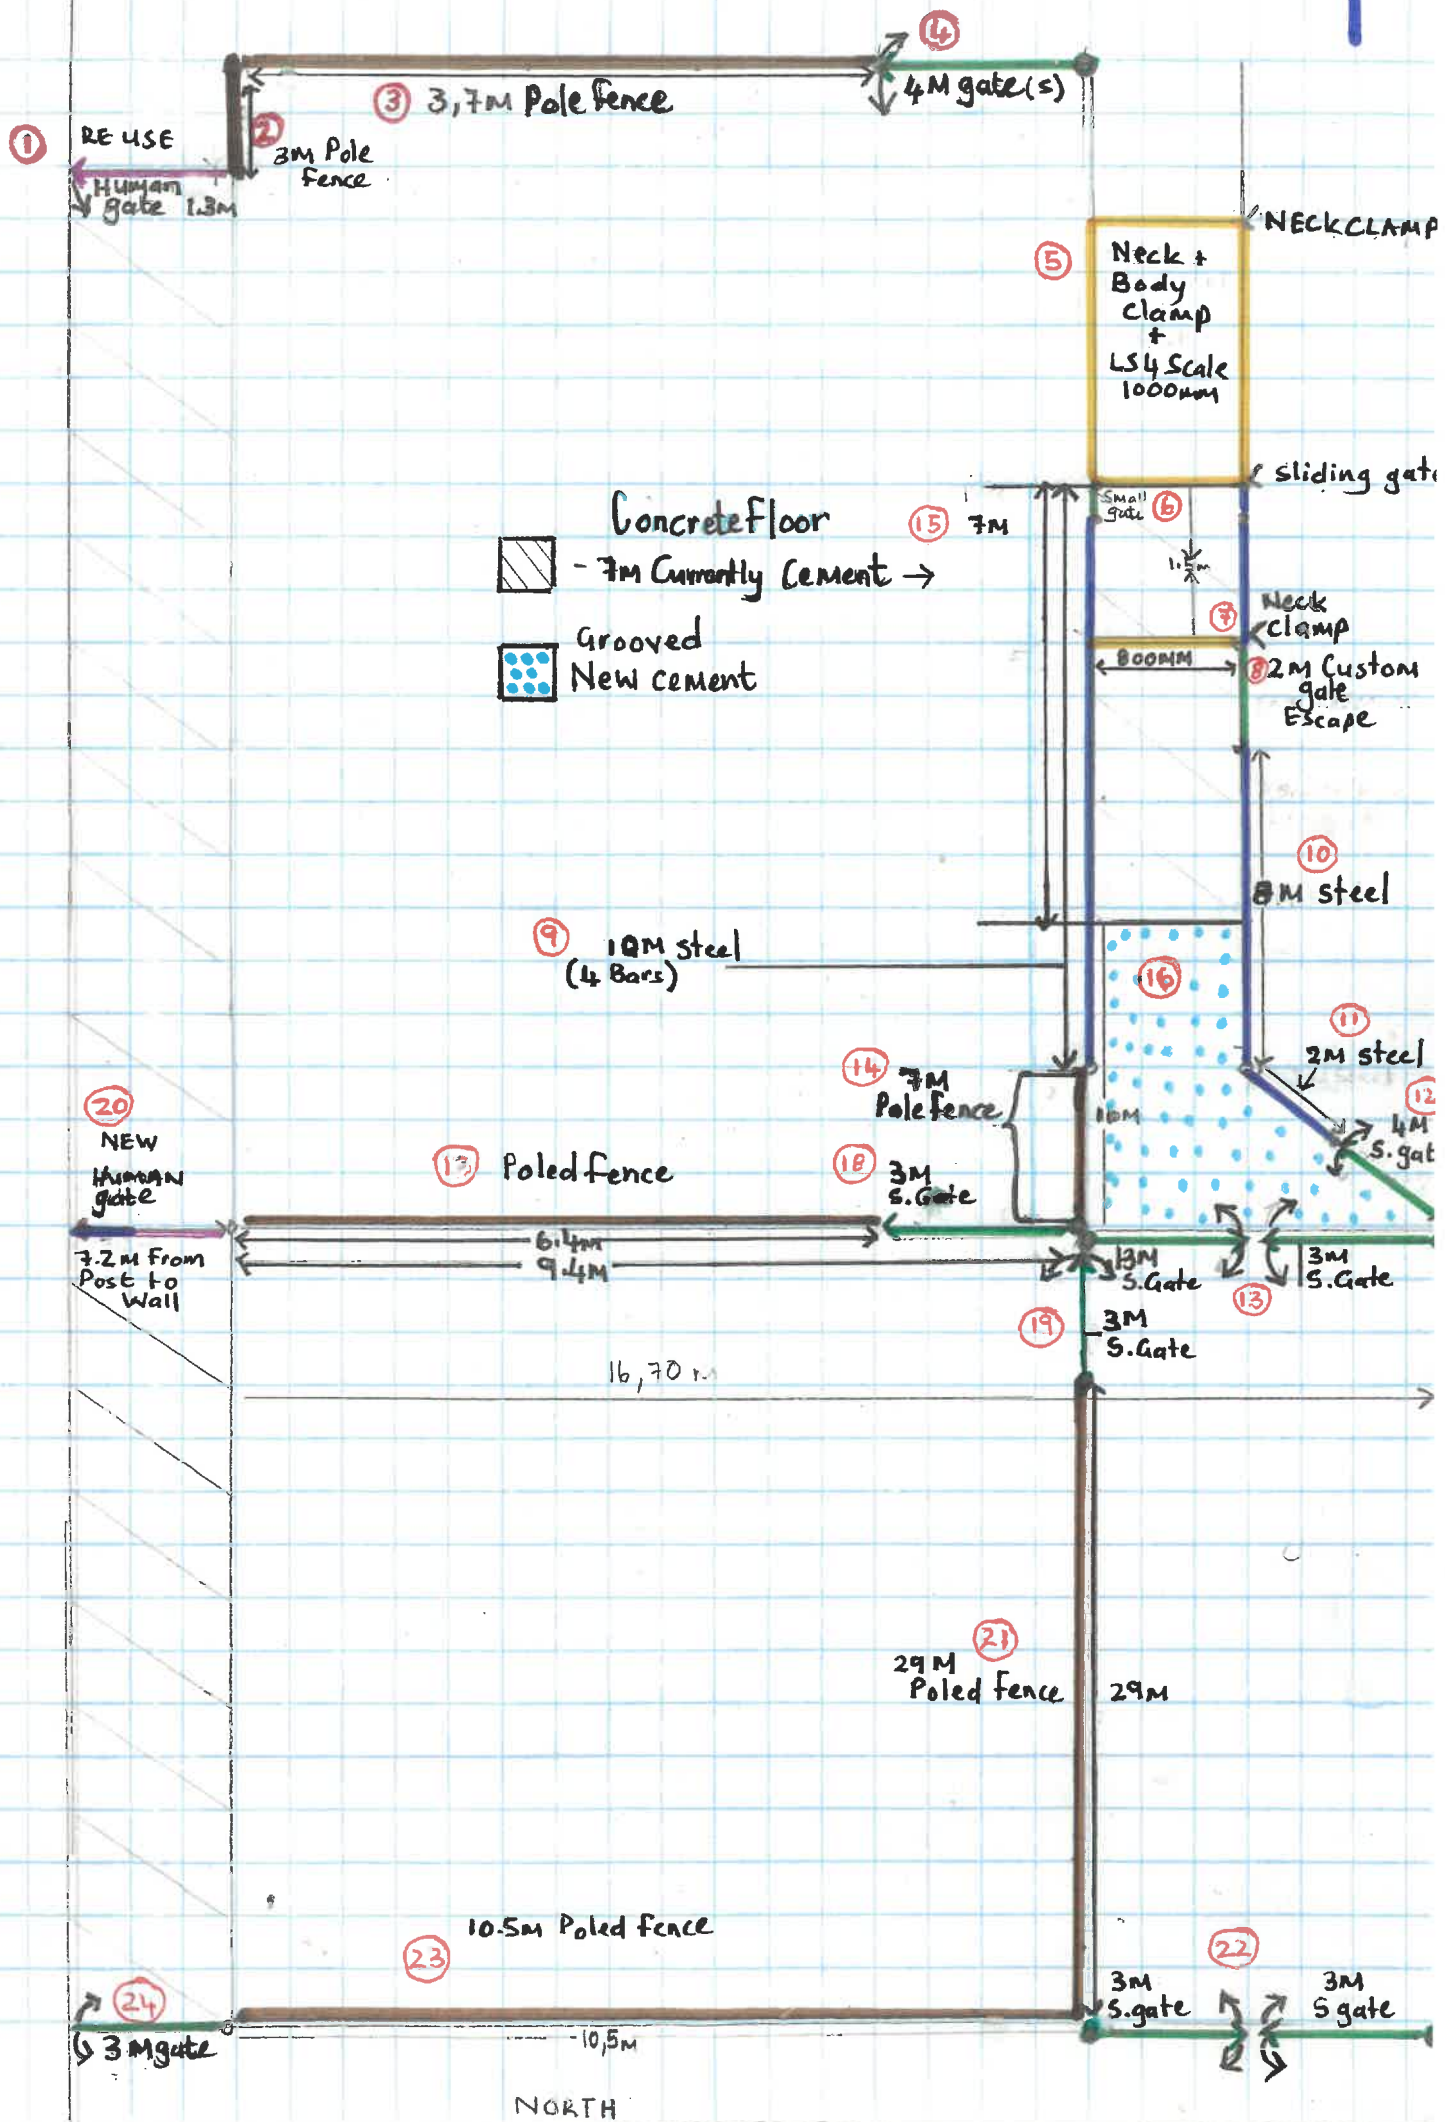 ④
4M gate(s)
③ 3,7M Pole fence
① RE USE
②
3M Pole
Fence
Human
gate 1.3M
NECKCLAMP
⑤
Neck +
Body
Clamp
+
LS4 Scale
1000mm
Sliding gate
Small
gate ⑥
Concrete Floor
- 7M Currently Cement →
⑮ 7M
1.5m
Grooved
New cement
⑦ Neck
Clamp
800MM
⑧ 2M Custom
gate
Escape
⑩
8M steel
⑨ 10M steel
(4 Bars)
⑯
⑪
2M steel
⑭ 7M
Pole fence
10M
⑫
4M
S.gat
⑳
NEW
HUMAN
gate
7.2M From
Post to
Wall
⑰ Poled fence
⑱ 3M
S.Gate
6.4M
9.4M
3M
S.Gate
3M
S.Gate
⑬
⑲ 3M
S.Gate
16,70 m
㉑
29M
Poled fence
29M
10.5M Poled fence
㉓
㉒
3M
S.gate
3M
S gate
㉔
3 M gate
10,5M
NORTH